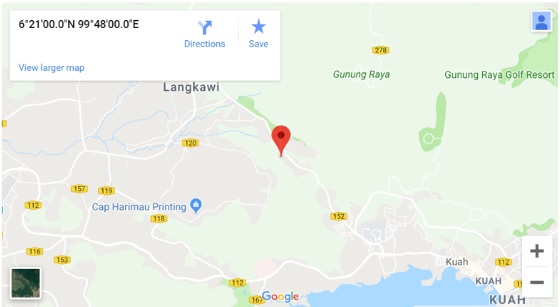 6°21'00.0"N 99°48'00.0"E
Directions
Save
View larger map
278
Gunung Raya
Gunung Raya Golf Resort
Langkawi
120
157
119
112
Cap Harimau Printing
118
152
116
153
Kuah
112
112
KUAH
167
Google
KUAH